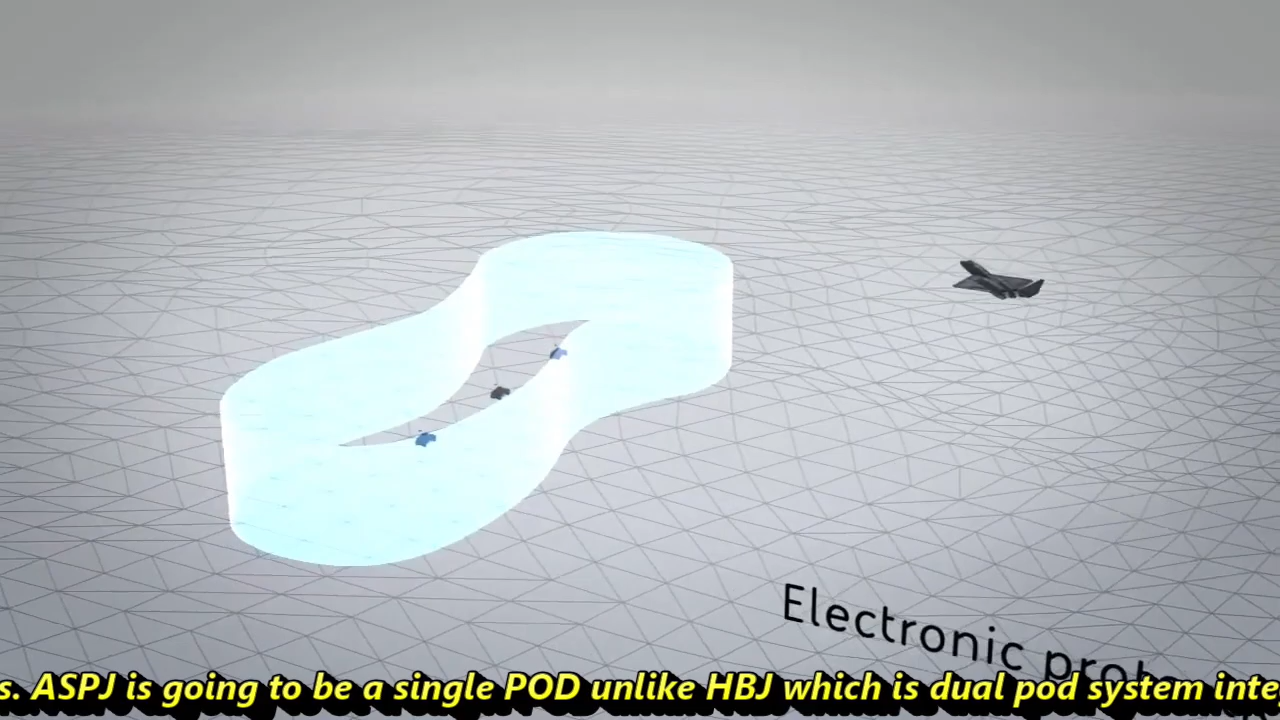 Electronic
s. ASPJ is going to be a single POD unlike HBJ which is dual pod system inte